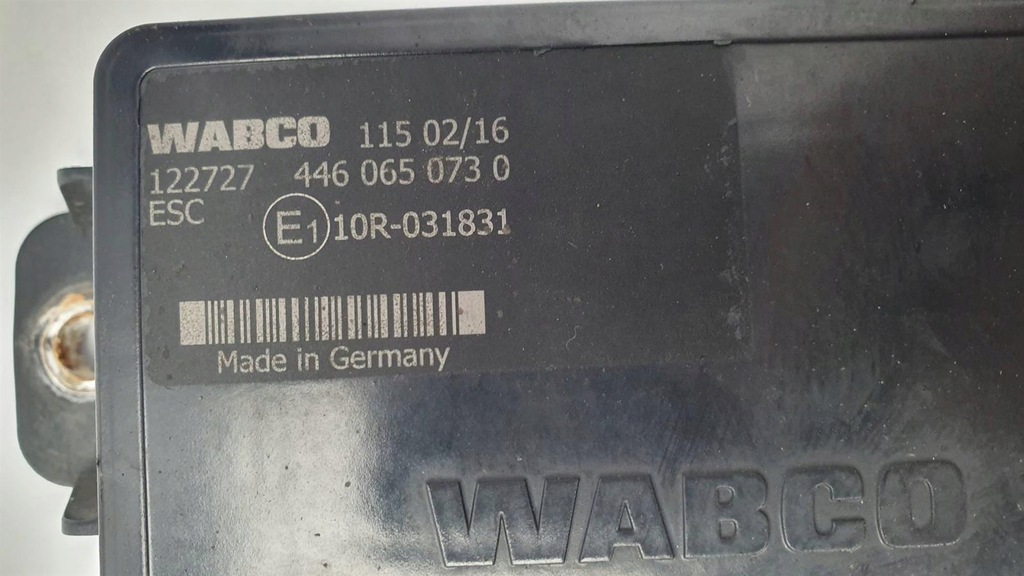 WABCO 115 02/16
122727 446 065 073 0
ESC E1 10R-031831
Made in Germany
WABCO